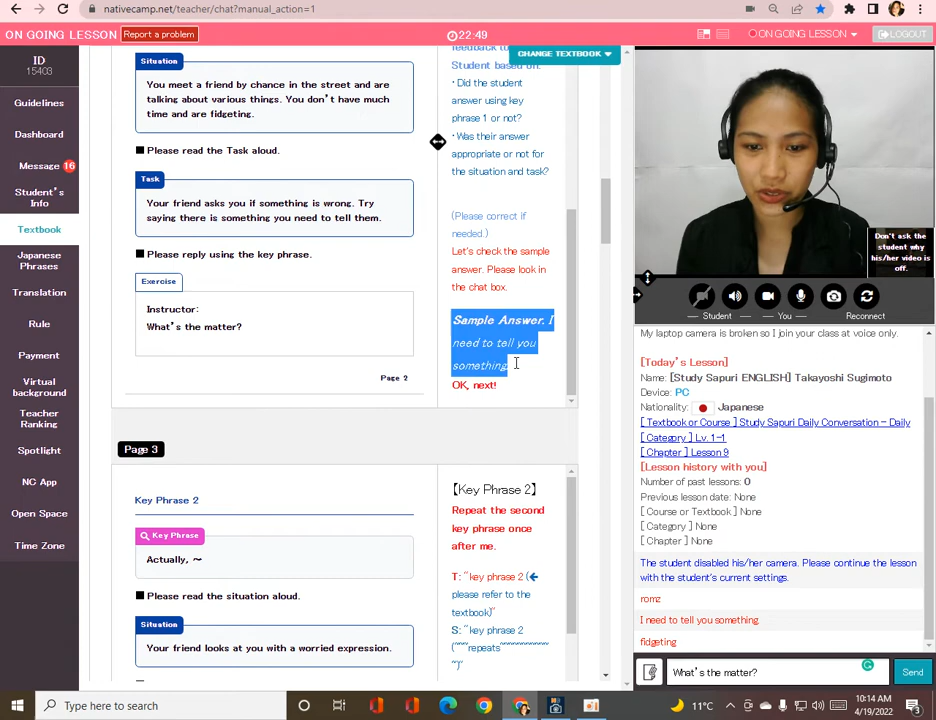 nativecamp.net/teacher/chat?manual_action=1
ON GOING LESSON
Report a problem
22:49
ON GOING LESSON
LOGOUT
ID
15403
Guidelines
Dashboard
Message 16
Student's
Info
Textbook
Japanese
Phrases
Translation
Rule
Payment
Virtual
background
Teacher
Ranking
Spotlight
NC App
Open Space
Time Zone
CHANGE TEXTBOOK
Situation
You meet a friend by chance in the street and are
talking about various things. You don't have much
time and are fidgeting.
■ Please read the Task aloud.
Task
Your friend asks you if something is wrong. Try
saying there is something you need to tell them.
■ Please reply using the key phrase.
Exercise
Instructor:
What's the matter?
Page 2
feedback to
Student based on:
・Did the student
answer using key
phrase 1 or not?
・Was their answer
appropriate or not for
the situation and task?
(Please correct if
needed.)
Let's check the sample
answer. Please look in
the chat box.
Sample Answer. I
need to tell you
something.
OK, next!
Page 3
Key Phrase 2
Key Phrase
Actually, ～
■ Please read the situation aloud.
Situation
Your friend looks at you with a worried expression.
【Key Phrase 2】
Repeat the second
key phrase once
after me.
T: ~key phrase 2 (←
please refer to the
textbook)~
S: ~key phrase 2
(~~~repeats~~~~~~~~~~~
~)~
Don't ask the
student why
his/her video is
off.
Student
You
Reconnect
My laptop camera is broken so I join your class at voice only.
[Today's Lesson]
Name: [Study Sapuri ENGLISH] Takayoshi Sugimoto
Device: PC
Nationality: Japanese
[ Textbook or Course ] Study Sapuri Daily Conversation - Daily
[ Category ] Lv. 1-1
[ Chapter ] Lesson 9
[Lesson history with you]
Number of past lessons: 0
Previous lesson date: None
[ Course or Textbook ] None
[ Category ] None
[ Chapter ] None
The student disabled his/her camera. Please continue the lesson
with the student's current settings.
romz
I need to tell you something.
fidgeting
What's the matter?
Send
Type here to search
11°C
10:14 AM
4/19/2022
3